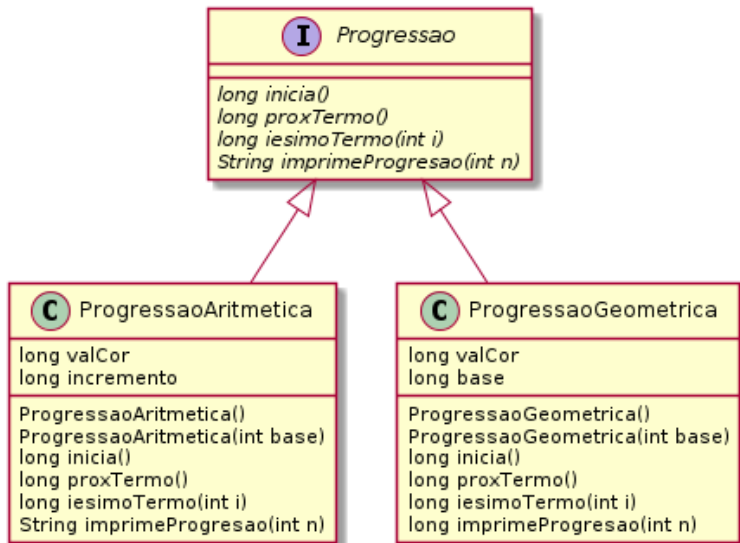 I Progressao
long inicia()
long proxTermo()
long iesimoTermo(int i)
String imprimeProgresao(int n)
C ProgressaoAritmetica
long valCor
long incremento
ProgressaoAritmetica()
ProgressaoAritmetica(int base)
long inicia()
long proxTermo()
long iesimoTermo(int i)
String imprimeProgresao(int n)
C ProgressaoGeometrica
long valCor
long base
ProgressaoGeometrica()
ProgressaoGeometrica(int base)
long inicia()
long proxTermo()
long iesimoTermo(int i)
long imprimeProgresao(int n)